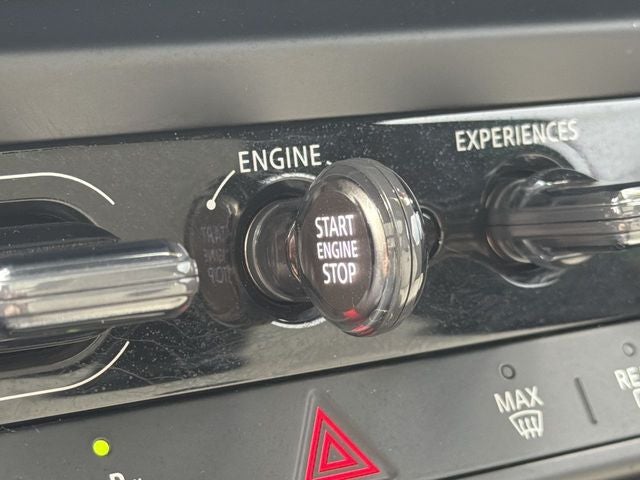 ENGINE
EXPERIENCES
START
ENGINE
STOP
MAX